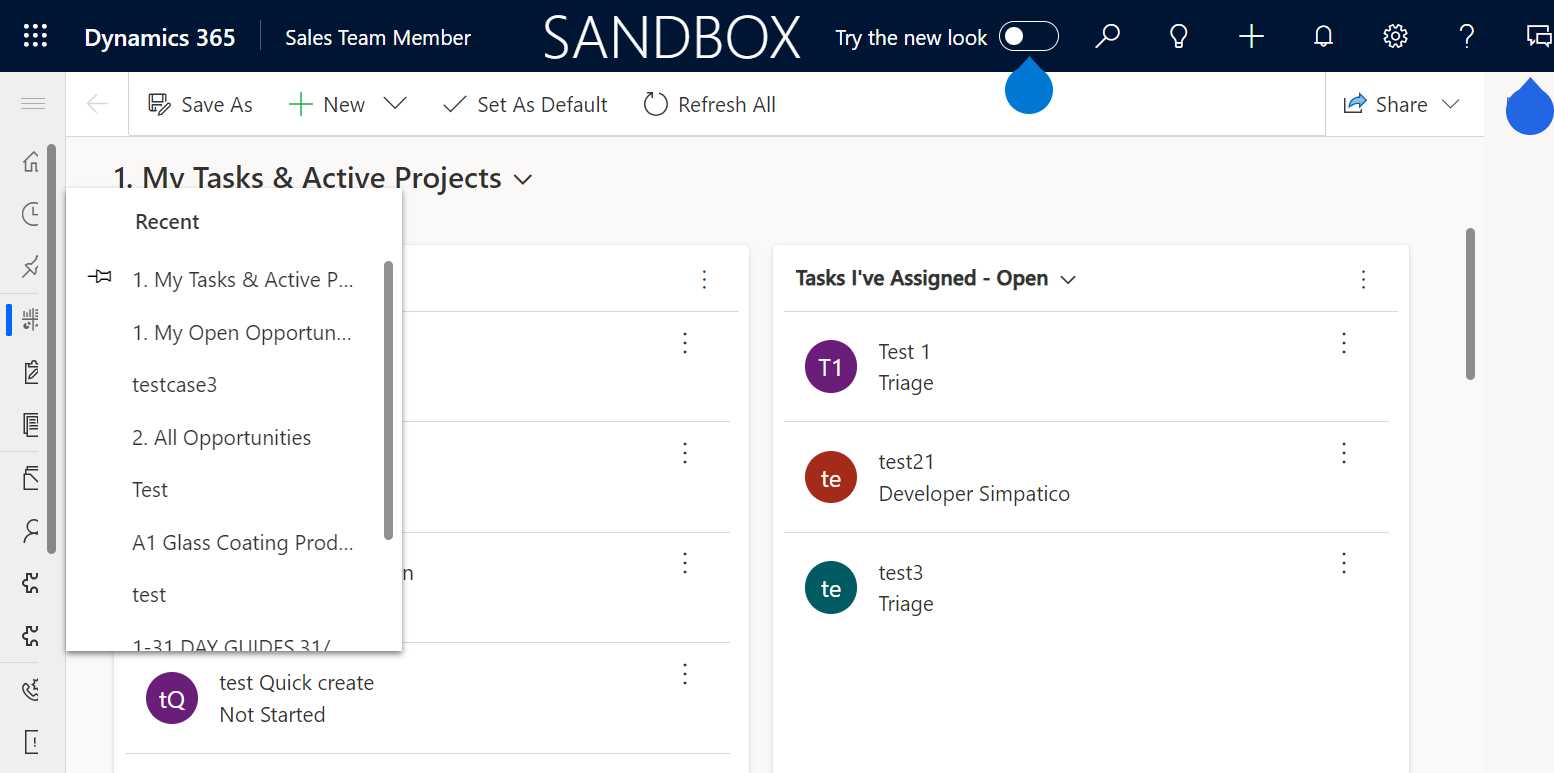 Dynamics 365
Sales Team Member
SANDBOX
Try the new look
Save As
New
Set As Default
Refresh All
Share
1. My Tasks & Active Projects
Recent
1. My Tasks & Active P...
1. My Open Opportun...
testcase3
2. All Opportunities
Test
A1 Glass Coating Prod...
test
1-31 DAY GUIDES 31/
n
tQ
test Quick create
Not Started
Tasks I've Assigned - Open
T1
Test 1
Triage
te
test21
Developer Simpatico
te
test3
Triage